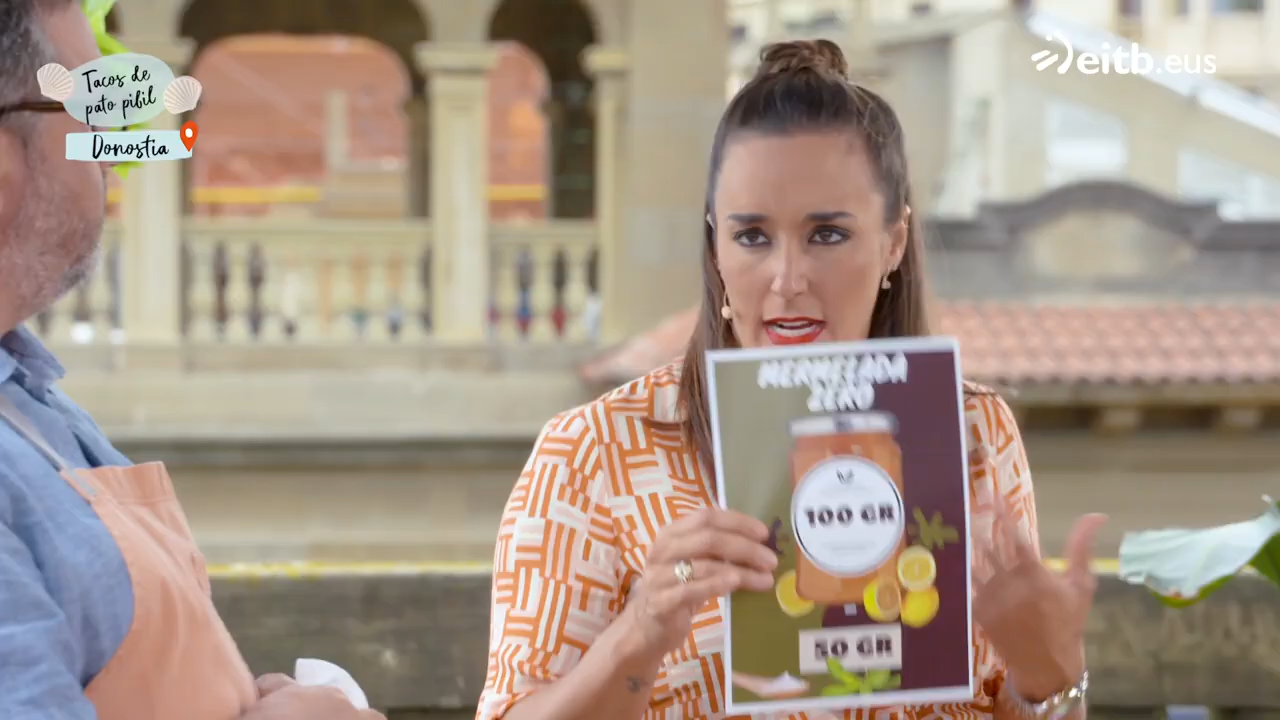 Tacos de
pato pibil
Donostia
eitb.eus
MERMELADA
ZERO
100 GR
50 GR